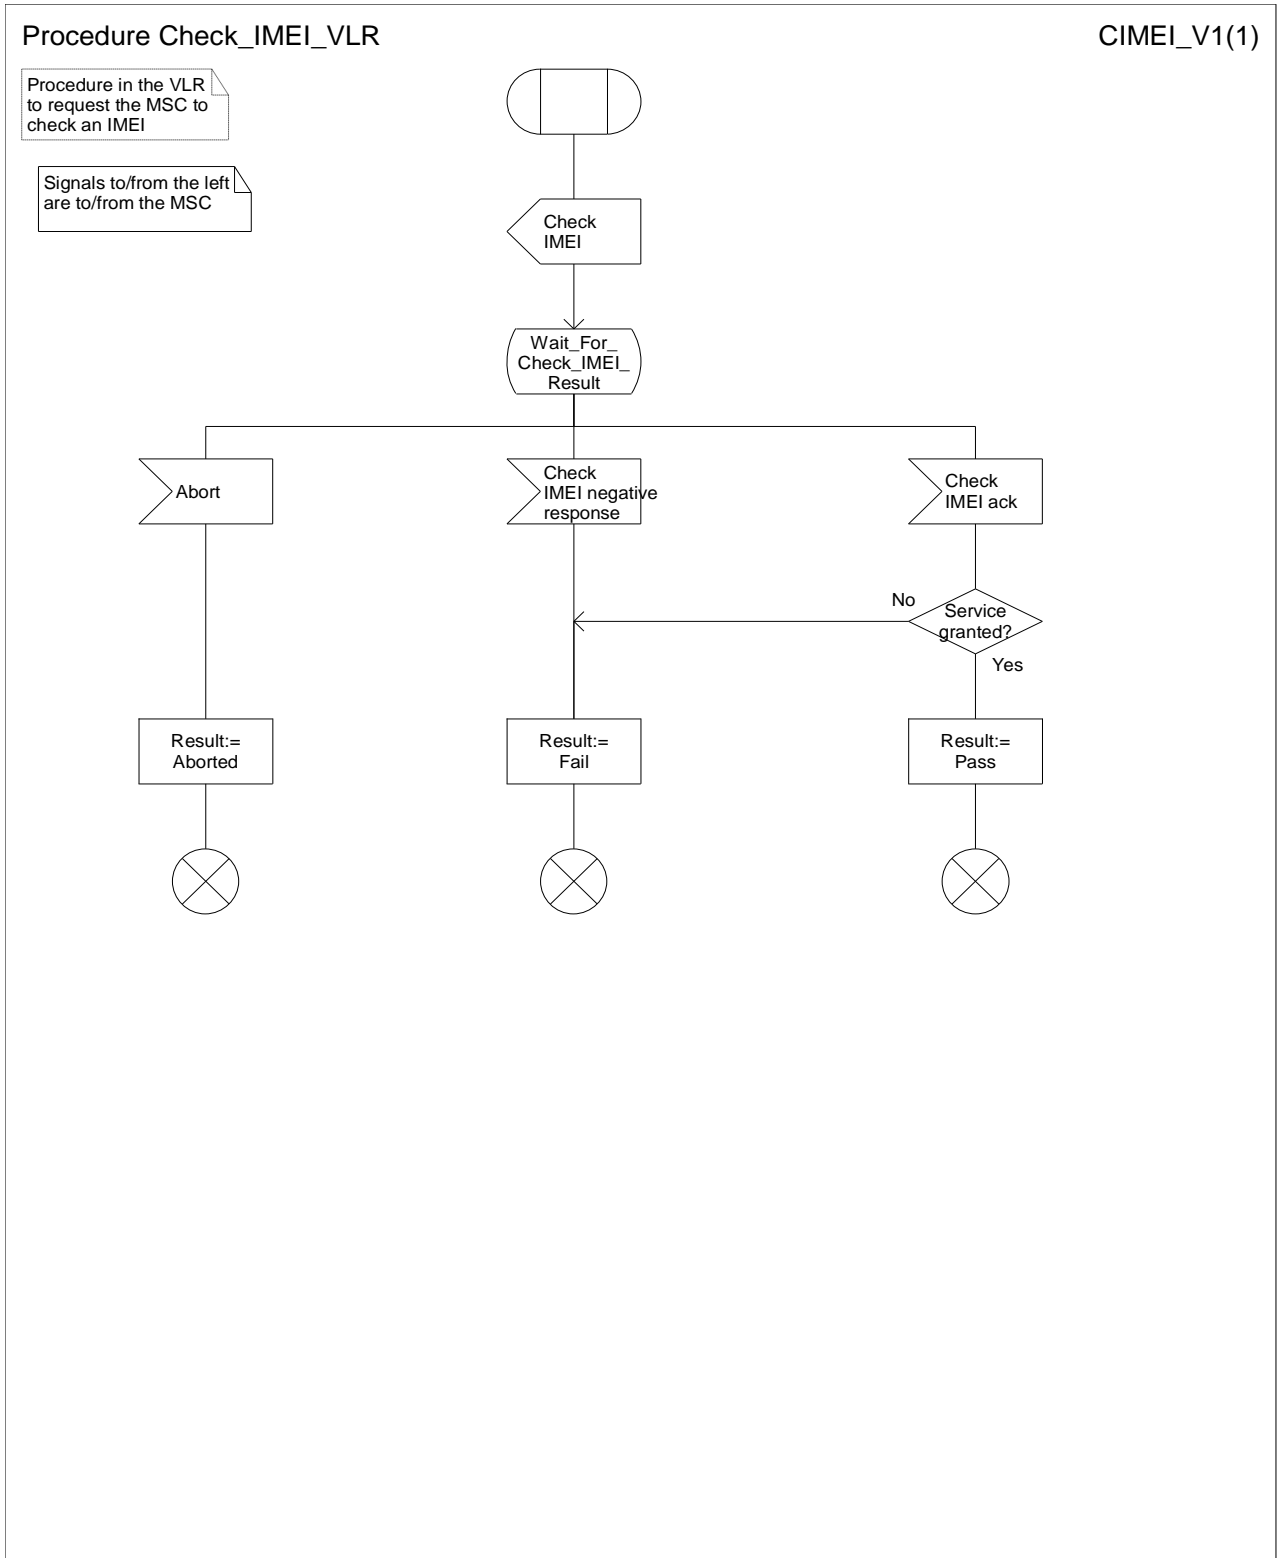 Procedure Check_IMEI_VLR
CIMEI_V1(1)
Procedure in the VLR
to request the MSC to
check an IMEI
Signals to/from the left
are to/from the MSC
Check
IMEI
Wait_For_
Check_IMEI_
Result
Abort
Check
IMEI negative
response
Check
IMEI ack
No
Service
granted?
Yes
Result:=
Aborted
Result:=
Fail
Result:=
Pass